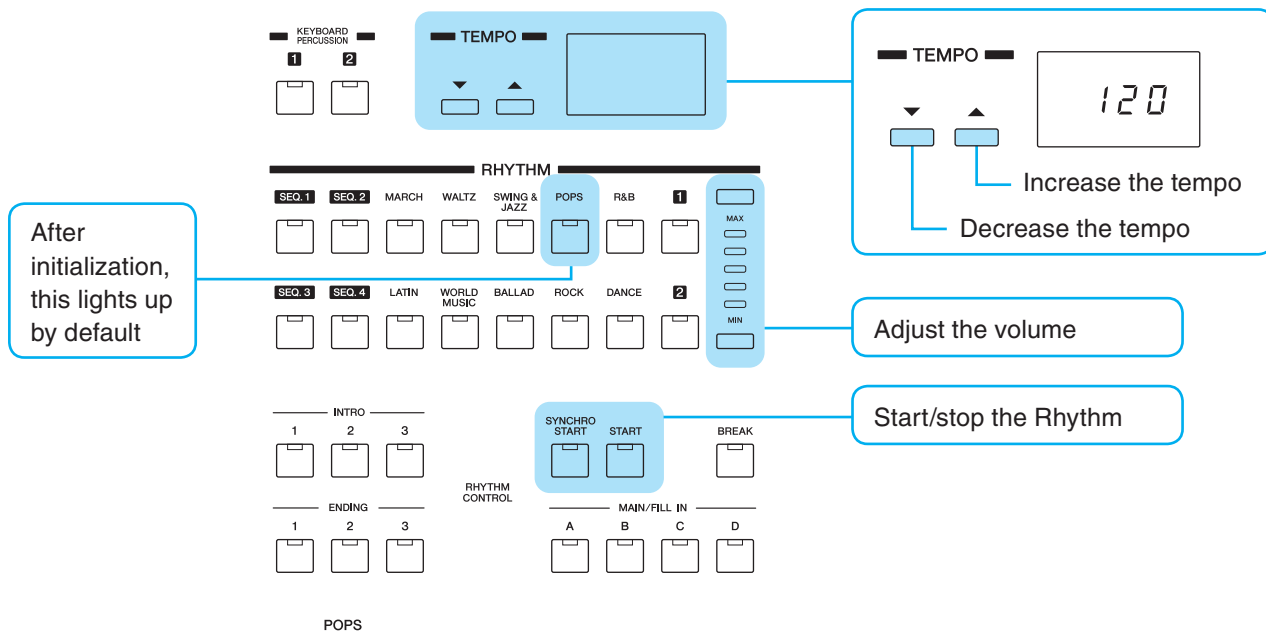 KEYBOARD
PERCUSSION
1 2
TEMPO
TEMPO
120
Increase the tempo
Decrease the tempo
RHYTHM
SEQ. 1 SEQ. 2 MARCH WALTZ SWING & JAZZ POPS R&B 1
MAX
After
initialization,
this lights up
by default
SEQ. 3 SEQ. 4 LATIN WORLD MUSIC BALLAD ROCK DANCE 2
MIN
Adjust the volume
INTRO
1 2 3
SYNCHRO
START START
BREAK
Start/stop the Rhythm
RHYTHM
CONTROL
ENDING
1 2 3
MAIN/FILL IN
A B C D
POPS